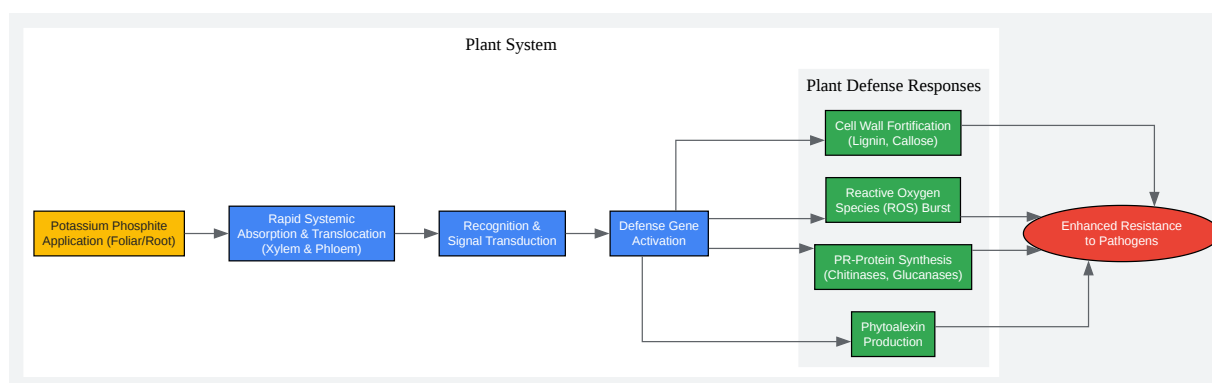 Plant System
Plant Defense Responses
Potassium Phosphite
Application (Foliar/Root)
Rapid Systemic
Absorption & Translocation
(Xylem & Phloem)
Recognition &
Signal Transduction
Defense Gene
Activation
Cell Wall Fortification
(Lignin, Callose)
Reactive Oxygen
Species (ROS) Burst
PR-Protein Synthesis
(Chitinases, Glucanases)
Phytoalexin
Production
Enhanced Resistance
to Pathogens